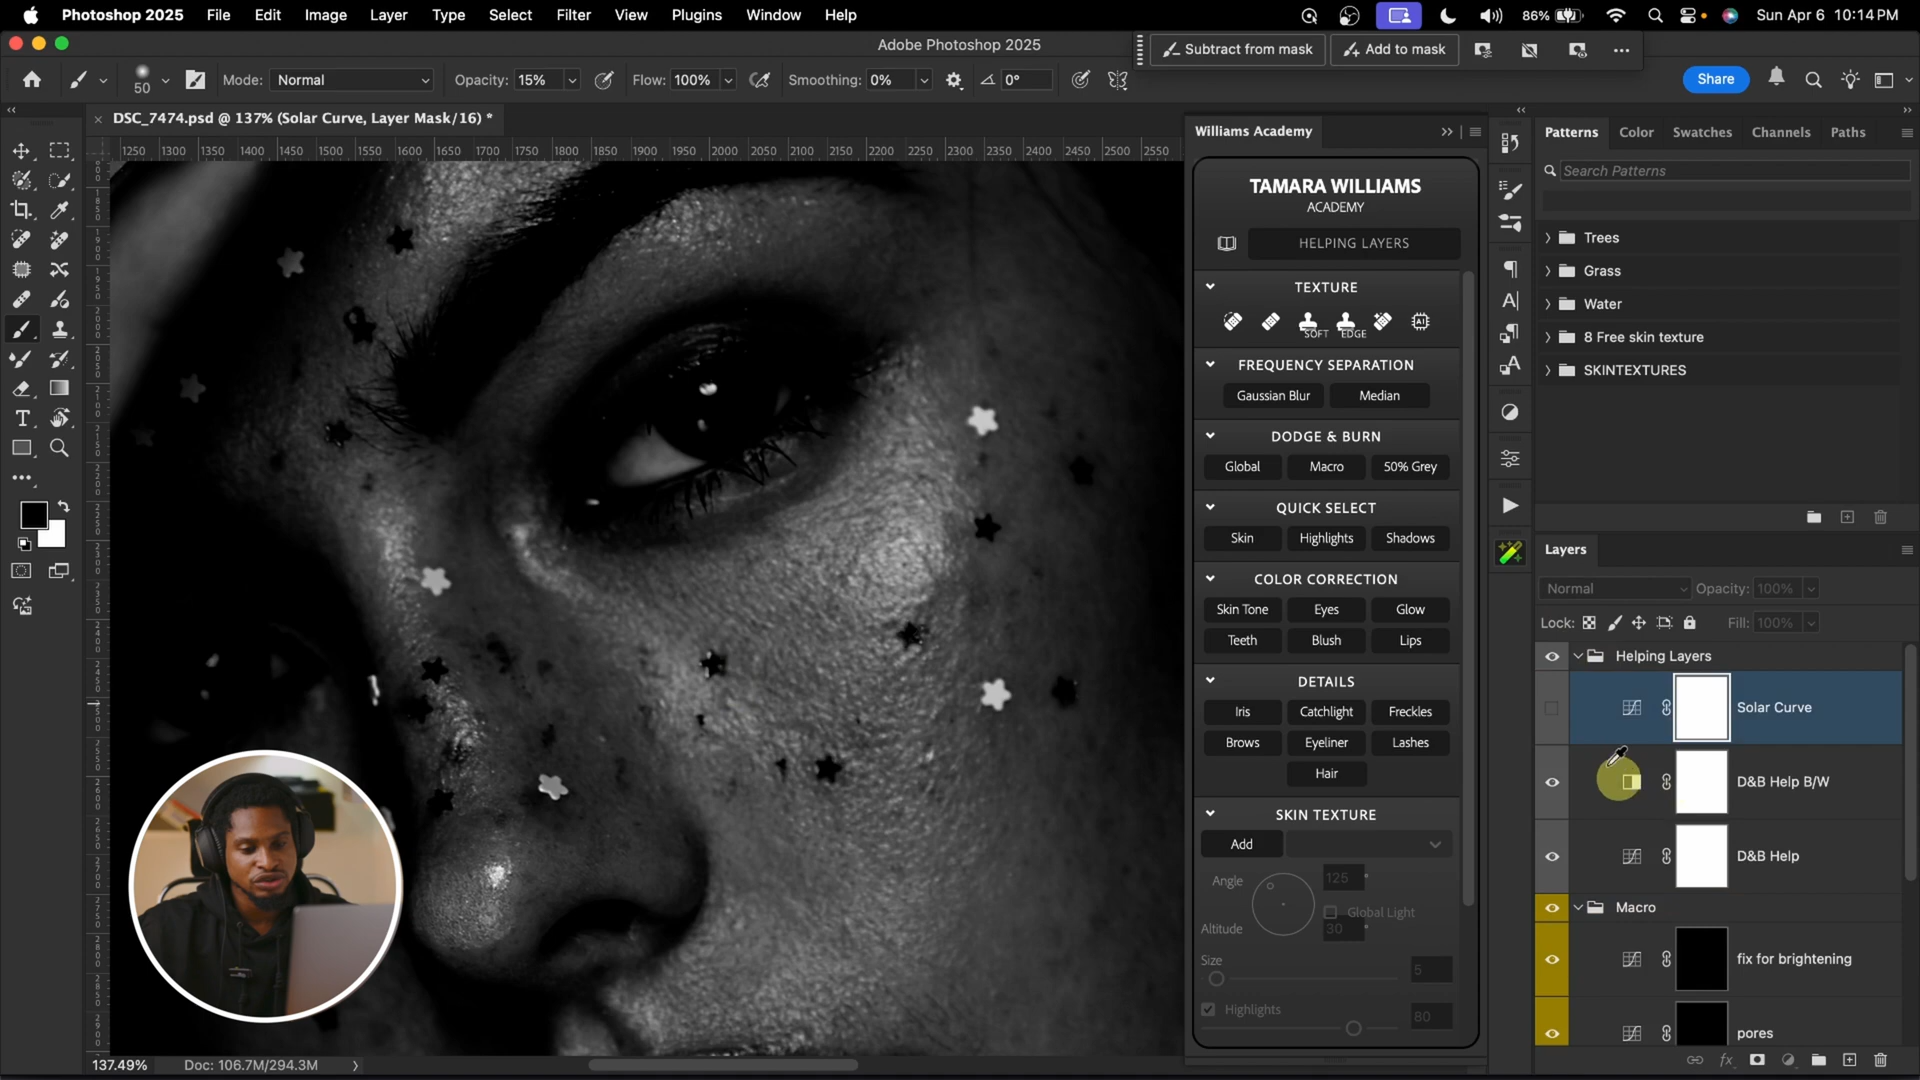 Photoshop 2025 File Edit Image Layer Type Select Filter View Plugins Window Help 86% Sun Apr 6 10:14 PM
Adobe Photoshop 2025
Subtract from mask Add to mask
50 Mode: Normal Opacity: 15% Flow: 100% Smoothing: 0% 0° Share
DSC_7474.psd @ 137% (Solar Curve, Layer Mask/16) *
1250 1300 1350 1400 1450 1500 1550 1600 1650 1700 1750 1800 1850 1900 1950 2000 2050 2100 2150 2200 2250 2300 2350 2400 2450 2500 2550
Williams Academy
TAMARA WILLIAMS
ACADEMY
HELPING LAYERS
TEXTURE
SOFT EDGE
FREQUENCY SEPARATION
Gaussian Blur Median
DODGE & BURN
Global Macro 50% Grey
QUICK SELECT
Skin Highlights Shadows
COLOR CORRECTION
Skin Tone Eyes Glow
Teeth Blush Lips
DETAILS
Iris Catchlight Freckles
Brows Eyeliner Lashes
Hair
SKIN TEXTURE
Add
Angle 125 °
Global Light
Altitude 30 °
Size
5
Highlights 80
Patterns Color Swatches Channels Paths
Search Patterns
Trees
Grass
Water
8 Free skin texture
SKINTEXTURES
Layers
Normal Opacity: 100%
Lock: Fill: 100%
Helping Layers
Solar Curve
D&B Help B/W
D&B Help
Macro
fix for brightening
pores
fx
137.49% Doc: 106.7M/294.3M